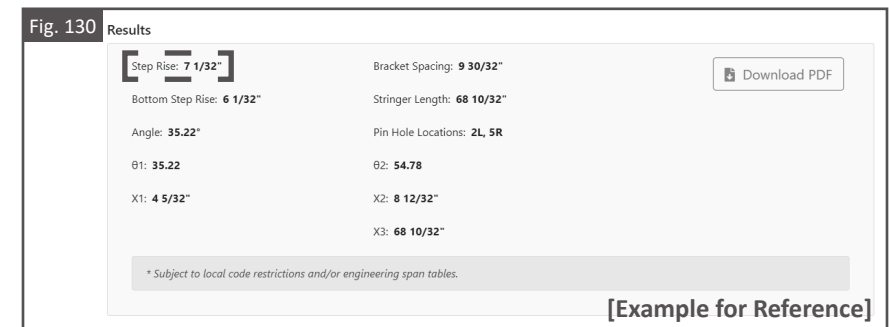 Fig. 130
Results
Step Rise: 7 1/32"
Bracket Spacing: 9 30/32"
Download PDF
Bottom Step Rise: 6 1/32"
Stringer Length: 68 10/32"
Angle: 35.22°
Pin Hole Locations: 2L, 5R
θ1: 35.22
θ2: 54.78
X1: 4 5/32"
X2: 8 12/32"
X3: 68 10/32"
* Subject to local code restrictions and/or engineering span tables.
[Example for Reference]